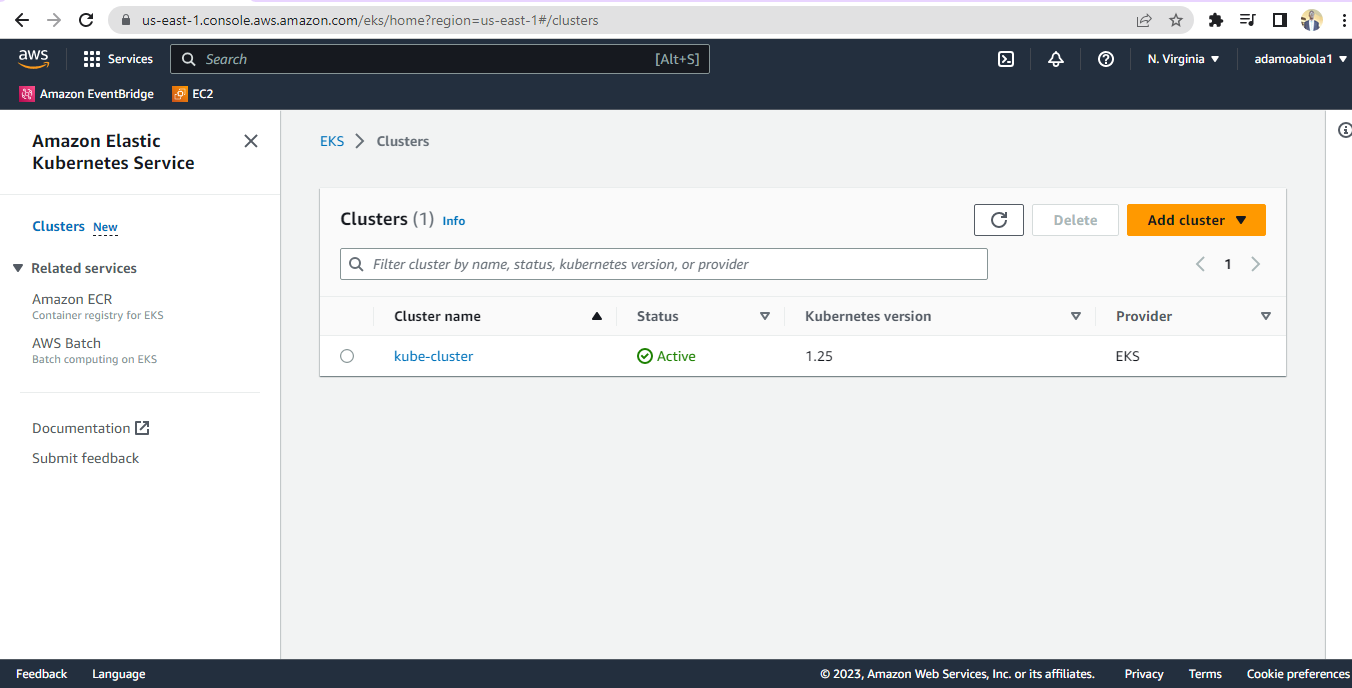 us-east-1.console.aws.amazon.com/eks/home?region=us-east-1#/clusters
aws Services Search [Alt+S] N. Virginia adamoabiola1
Amazon EventBridge EC2
Amazon Elastic
Kubernetes Service
Clusters New
Related services
Amazon ECR
Container registry for EKS
AWS Batch
Batch computing on EKS
Documentation
Submit feedback
EKS Clusters
Clusters (1) Info Delete Add cluster
Filter cluster by name, status, kubernetes version, or provider 1
Cluster name Status Kubernetes version Provider
kube-cluster Active 1.25 EKS
Feedback Language © 2023, Amazon Web Services, Inc. or its affiliates. Privacy Terms Cookie preferences